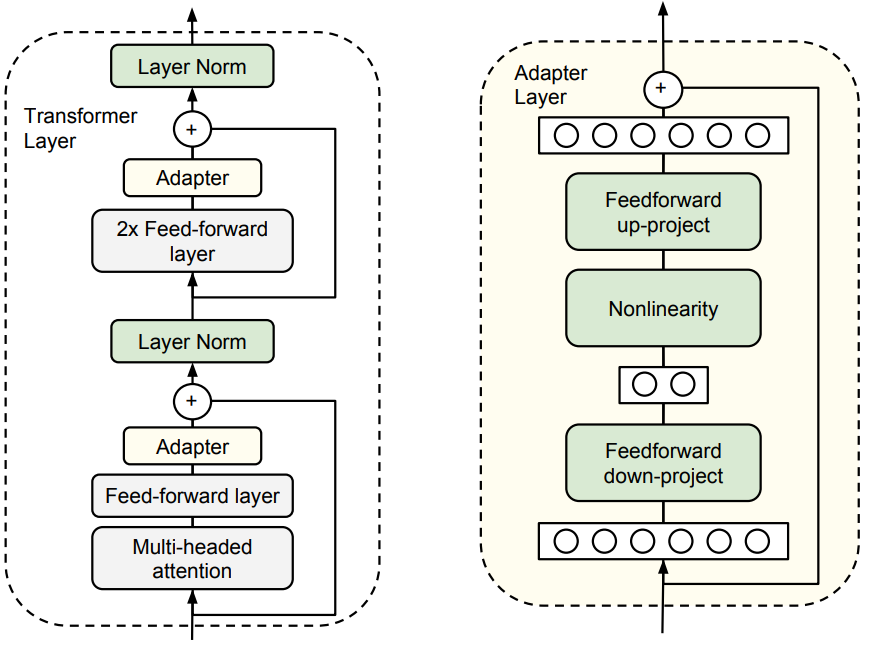 Layer Norm
Transformer
Layer
+
Adapter
2x Feed-forward
layer
Layer Norm
+
Adapter
Feed-forward layer
Multi-headed
attention
Adapter
Layer
+
Feedforward
up-project
Nonlinearity
Feedforward
down-project